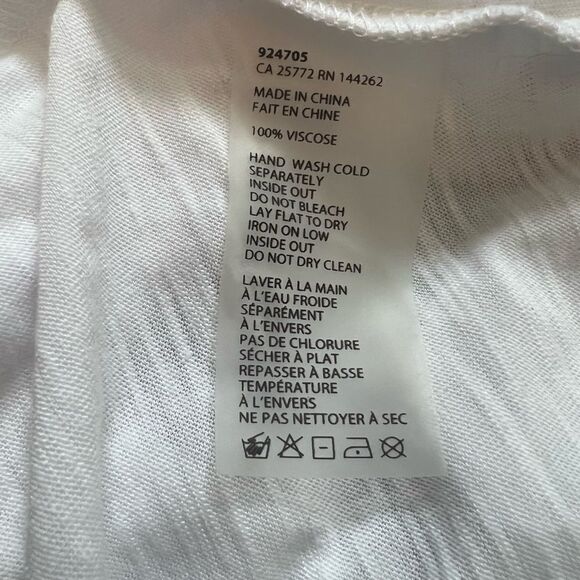 924705
CA 25772 RN 144262
MADE IN CHINA
FAIT EN CHINE
100% VISCOSE
HAND WASH COLD
SEPARATELY
INSIDE OUT
DO NOT BLEACH
LAY FLAT TO DRY
IRON ON LOW
INSIDE OUT
DO NOT DRY CLEAN
LAVER À LA MAIN
À L'EAU FROIDE
SÉPARÉMENT
À L'ENVERS
PAS DE CHLORURE
SÉCHER À PLAT
REPASSER À BASSE
TEMPÉRATURE
À L'ENVERS
NE PAS NETTOYER À SEC